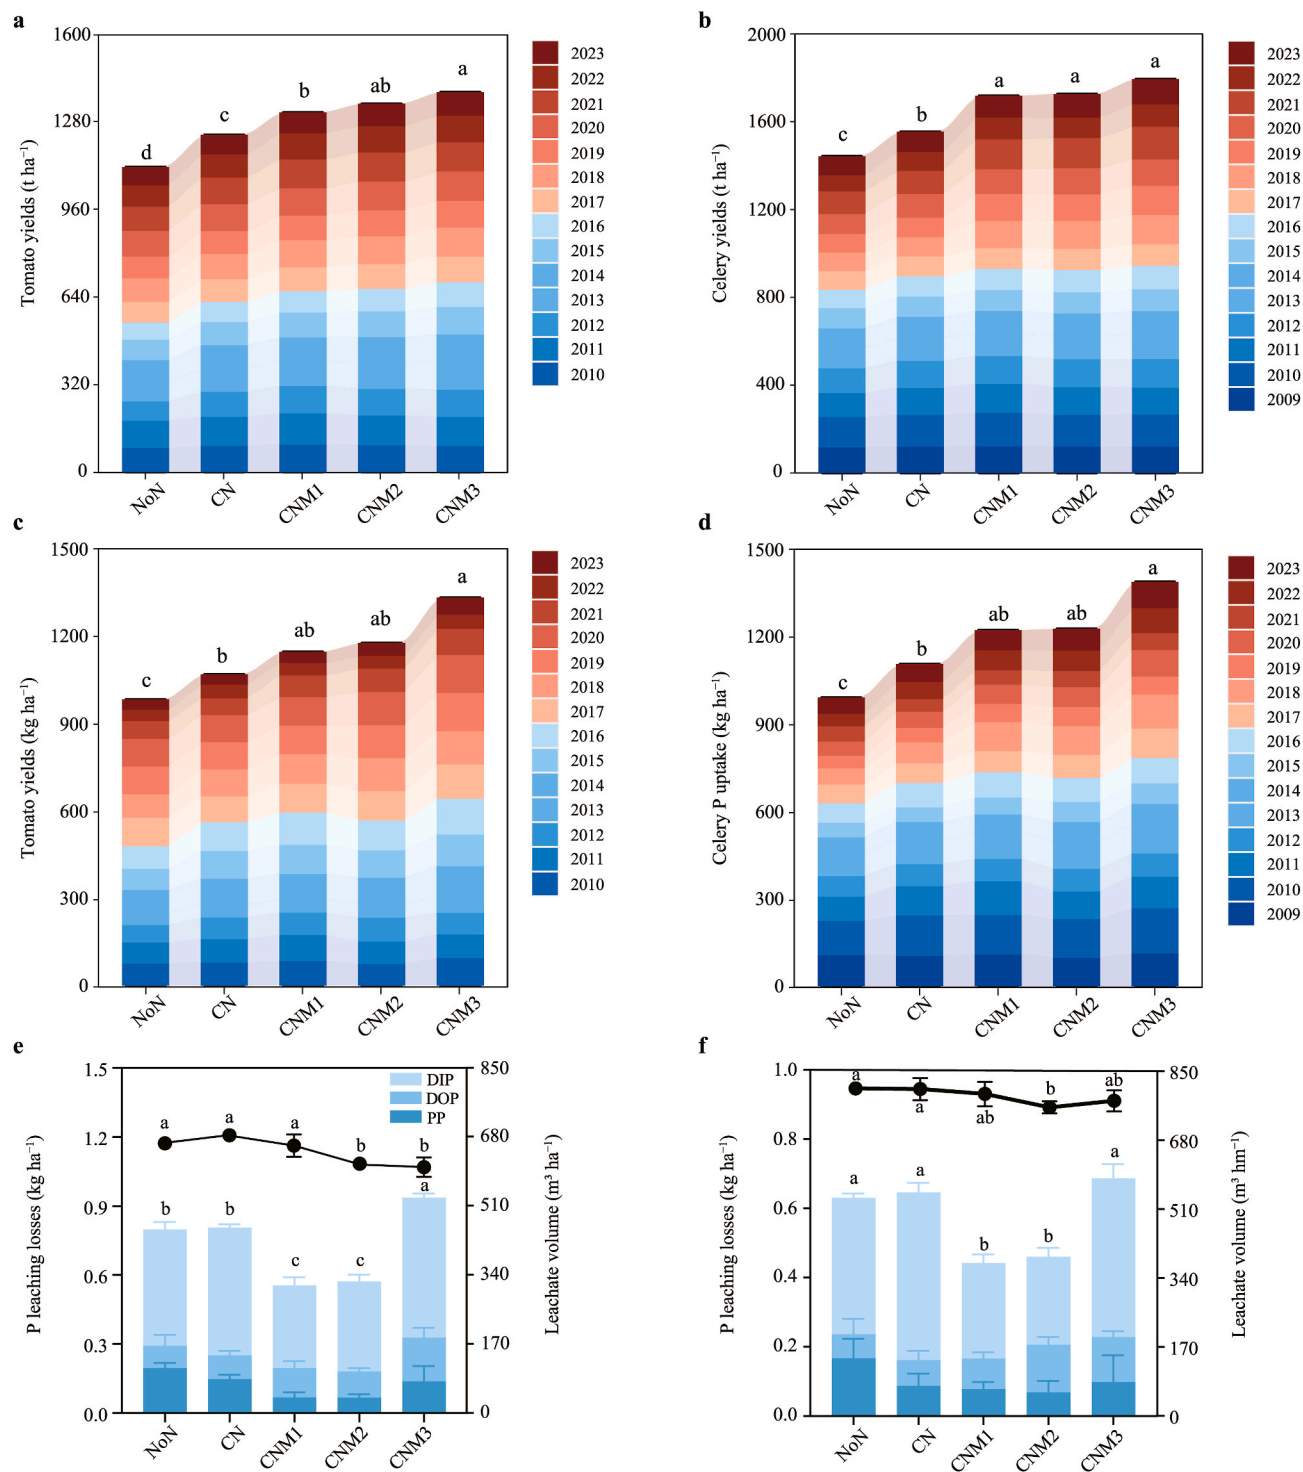 a
1600
1280
960
640
320
0
Tomato yields (t ha⁻¹)
d
c
b
ab
a
NoN
CN
CNM1
CNM2
CNM3
2023
2022
2021
2020
2019
2018
2017
2016
2015
2014
2013
2012
2011
2010
b
2000
1600
1200
800
400
0
Celery yields (t ha⁻¹)
c
b
a
a
a
NoN
CN
CNM1
CNM2
CNM3
2023
2022
2021
2020
2019
2018
2017
2016
2015
2014
2013
2012
2011
2010
2009
c
1500
1200
900
600
300
0
Tomato yields (kg ha⁻¹)
c
b
ab
ab
a
NoN
CN
CNM1
CNM2
CNM3
2023
2022
2021
2020
2019
2018
2017
2016
2015
2014
2013
2012
2011
2010
d
1500
1200
900
600
300
0
Celery P uptake (kg ha⁻¹)
c
b
ab
ab
a
NoN
CN
CNM1
CNM2
CNM3
2023
2022
2021
2020
2019
2018
2017
2016
2015
2014
2013
2012
2011
2010
2009
e
1.5
1.2
0.9
0.6
0.3
0.0
P leaching losses (kg ha⁻¹)
DIP
DOP
PP
a
a
a
b
b
b
b
c
c
a
NoN
CN
CNM1
CNM2
CNM3
850
680
510
340
170
0
Leachate volume (m³ ha⁻¹)
f
1.0
0.8
0.6
0.4
0.2
0.0
P leaching losses (kg ha⁻¹)
a
a
ab
b
ab
a
a
b
b
a
NoN
CN
CNM1
CNM2
CNM3
850
680
510
340
170
0
Leachate volume (m³ hm⁻¹)